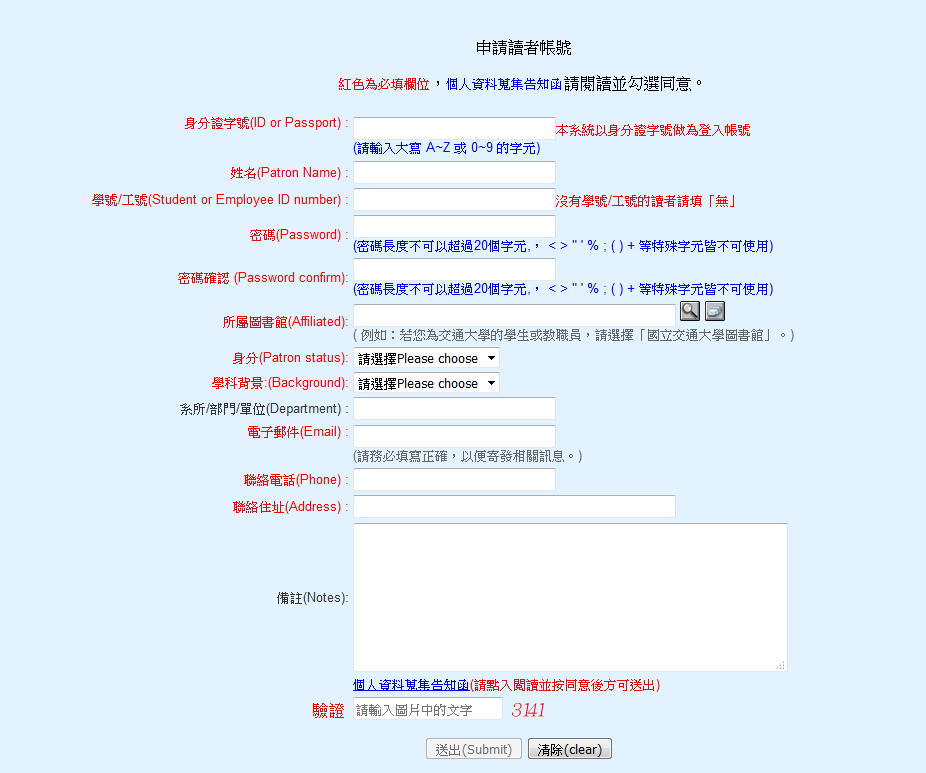 申請讀者帳號
紅色為必填欄位，個人資料蒐集告知函請閱讀並勾選同意。
身分證字號(ID or Passport) : 本系統以身分證字號做為登入帳號
(請輸入大寫 A~Z 或 0~9 的字元)
姓名(Patron Name) :
學號/工號(Student or Employee ID number) : 沒有學號/工號的讀者請填「無」
密碼(Password) :
(密碼長度不可以超過20個字元,， < > " ' % ; ( ) + 等特殊字元皆不可使用)
密碼確認 (Password confirm):
(密碼長度不可以超過20個字元,， < > " ' % ; ( ) + 等特殊字元皆不可使用)
所屬圖書館(Affiliated):
( 例如：若您為交通大學的學生或教職員，請選擇「國立交通大學圖書館」。)
身分(Patron status): 請選擇Please choose
學科背景:(Background): 請選擇Please choose
系所/部門/單位(Department) :
電子郵件(Email) :
(請務必填寫正確，以便寄發相關訊息。)
聯絡電話(Phone) :
聯絡住址(Address) :
備註(Notes):
個人資料蒐集告知函(請點入閱讀並按同意後方可送出)
驗證 請輸入圖片中的文字 3141
送出(Submit) 清除(clear)